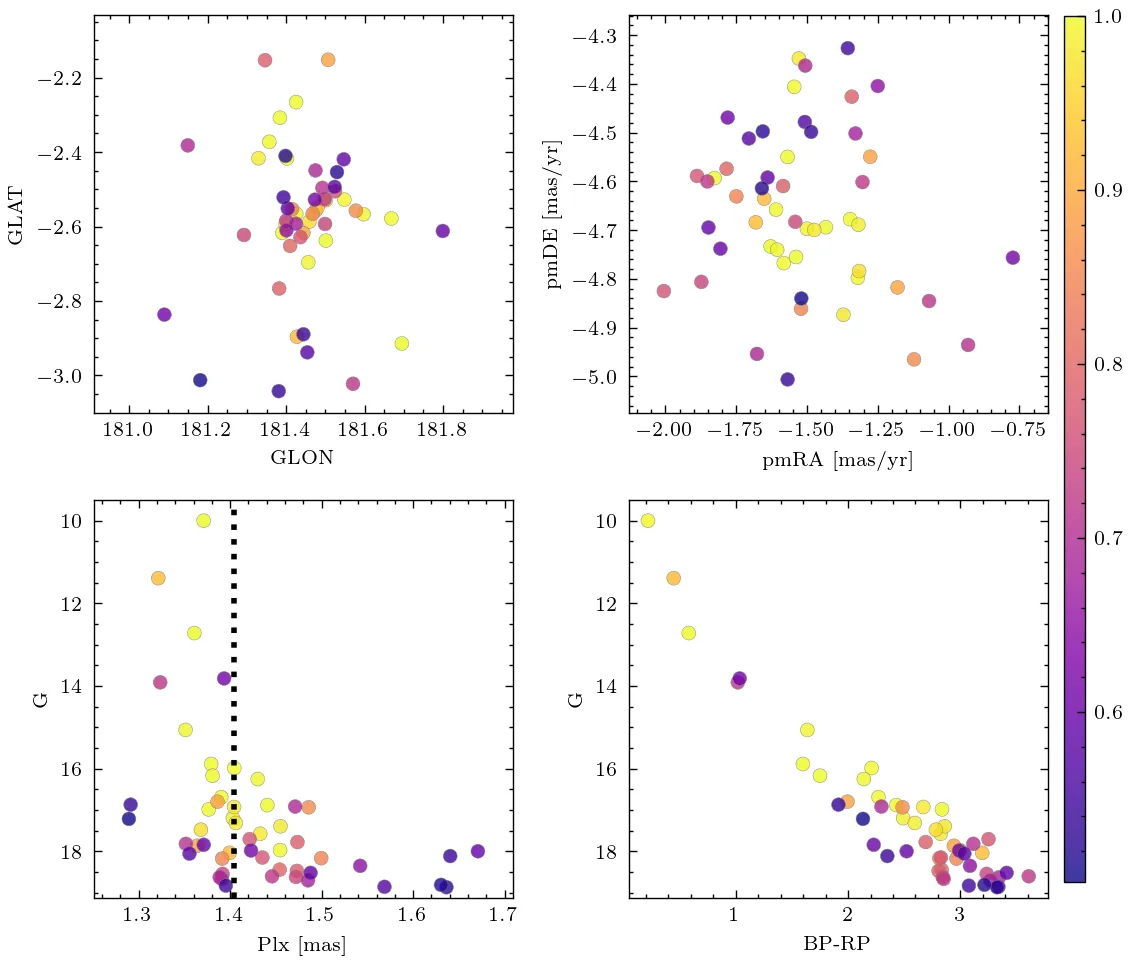 −2.2
−2.4
−2.6
−2.8
−3.0
GLAT
181.0 181.2 181.4 181.6 181.8
GLON
−4.3
−4.4
−4.5
−4.6
−4.7
−4.8
−4.9
−5.0
pmDE [mas/yr]
−2.00 −1.75 −1.50 −1.25 −1.00 −0.75
pmRA [mas/yr]
1.0
0.9
0.8
0.7
0.6
10
12
14
16
18
G
1.3 1.4 1.5 1.6 1.7
Plx [mas]
10
12
14
16
18
G
1 2 3
BP-RP